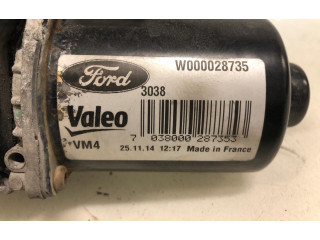 Ford
W000028735
3038
Valeo
VM4
7 038000 287353
25.11.14 12:17 Made in France